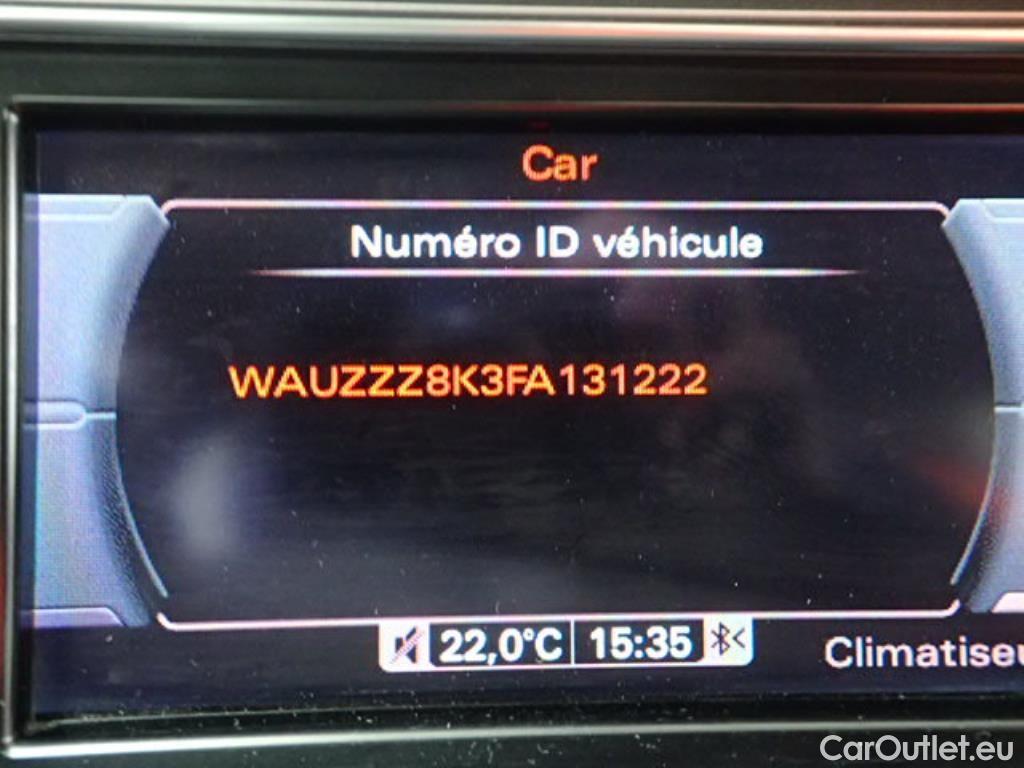 Car
Numéro ID véhicule
WAUZZZ8K3FA131222
22,0°C 15:35
Climatiseu
CarOutlet.eu